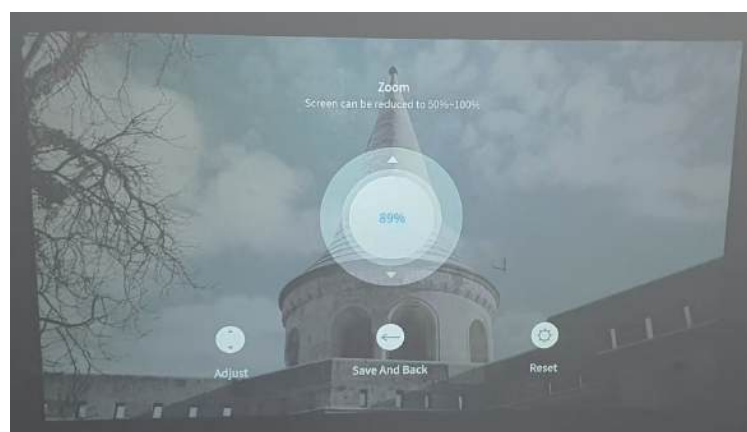 Zoom
Screen can be reduced to 50%~100%
89%
Adjust
Save And Back
Reset